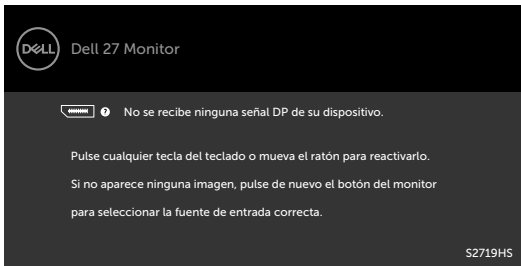 DELL
Dell 27 Monitor
No se recibe ninguna señal DP de su dispositivo.
Pulse cualquier tecla del teclado o mueva el ratón para reactivarlo.
Si no aparece ninguna imagen, pulse de nuevo el botón del monitor
para seleccionar la fuente de entrada correcta.
S2719HS